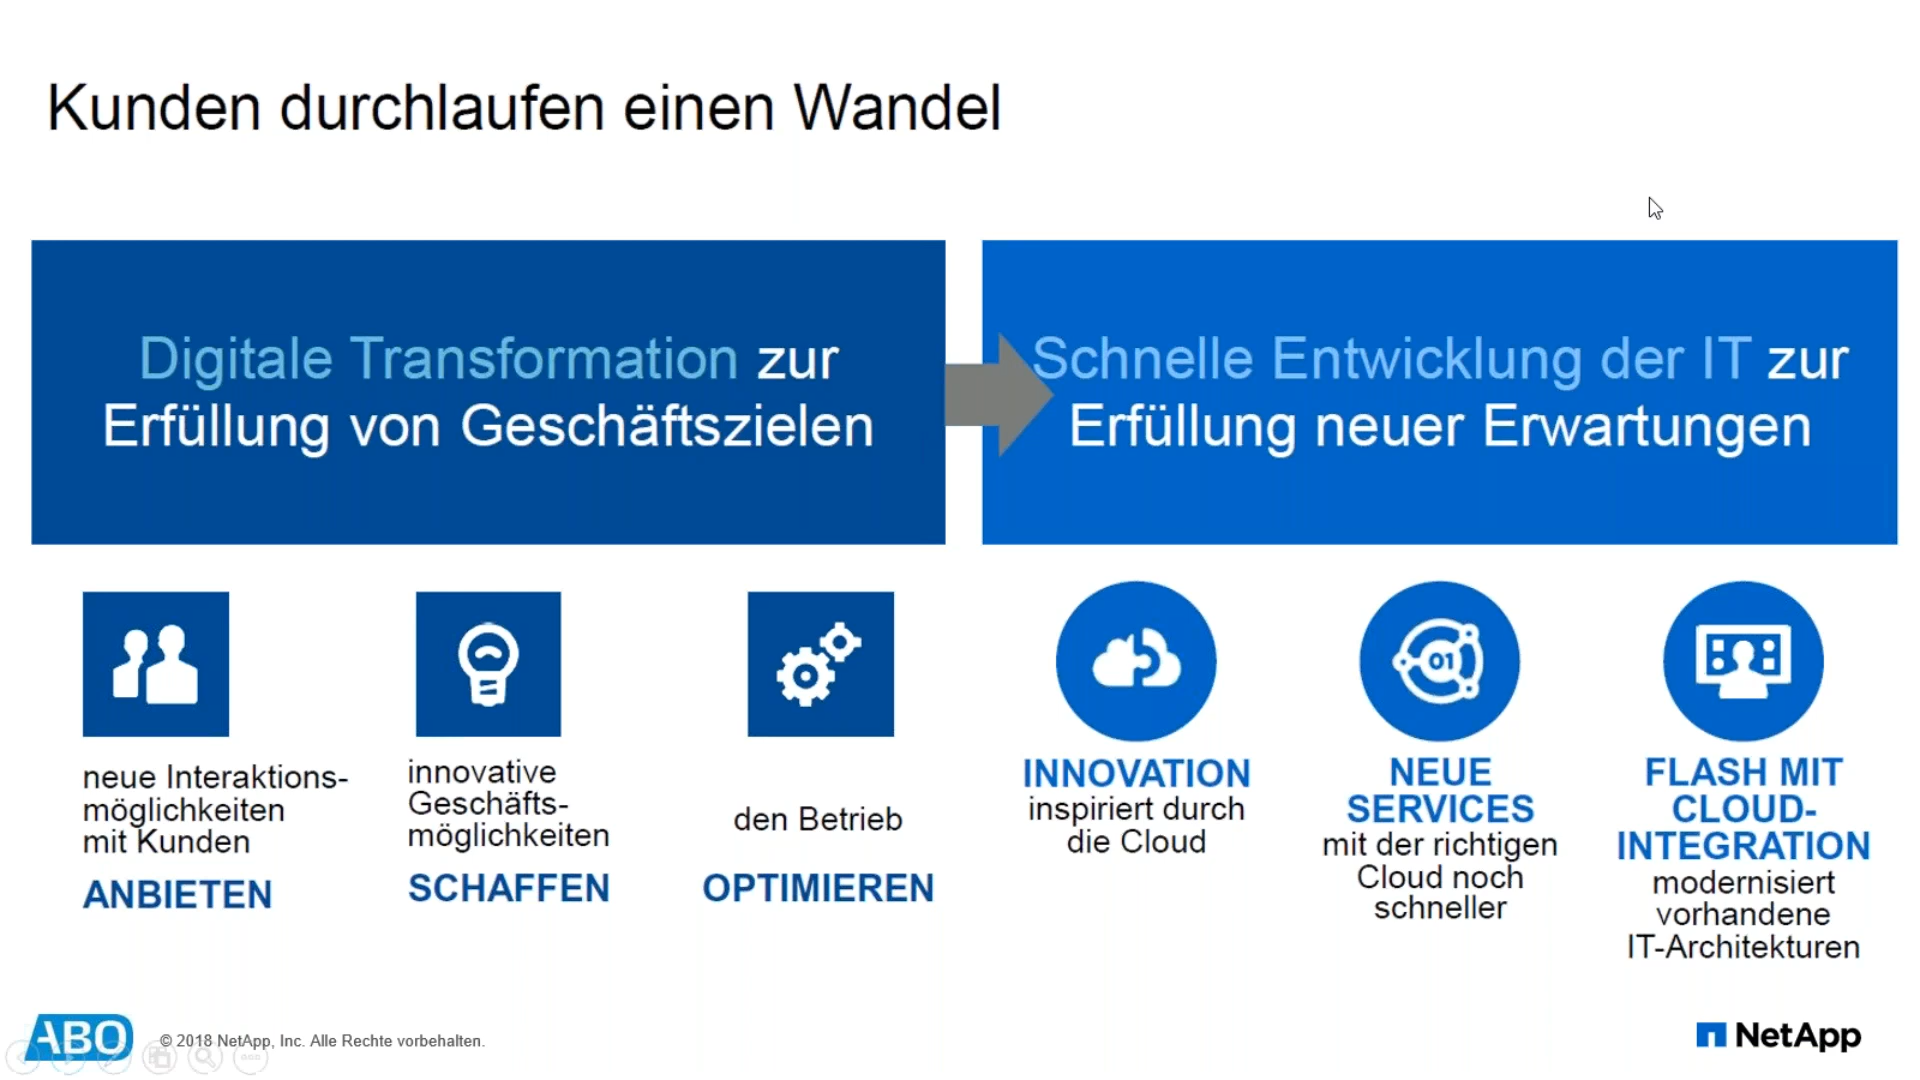 Kunden durchlaufen einen Wandel
Digitale Transformation zur
Erfüllung von Geschäftszielen
Schnelle Entwicklung der IT zur
Erfüllung neuer Erwartungen
neue Interaktions-
möglichkeiten
mit Kunden
ANBIETEN
innovative
Geschäfts-
möglichkeiten
SCHAFFEN
den Betrieb
OPTIMIEREN
INNOVATION
inspiriert durch
die Cloud
01
NEUE
SERVICES
mit der richtigen
Cloud noch
schneller
FLASH MIT
CLOUD-
INTEGRATION
modernisiert
vorhandene
IT-Architekturen
ABO
© 2018 NetApp, Inc. Alle Rechte vorbehalten.
NetApp